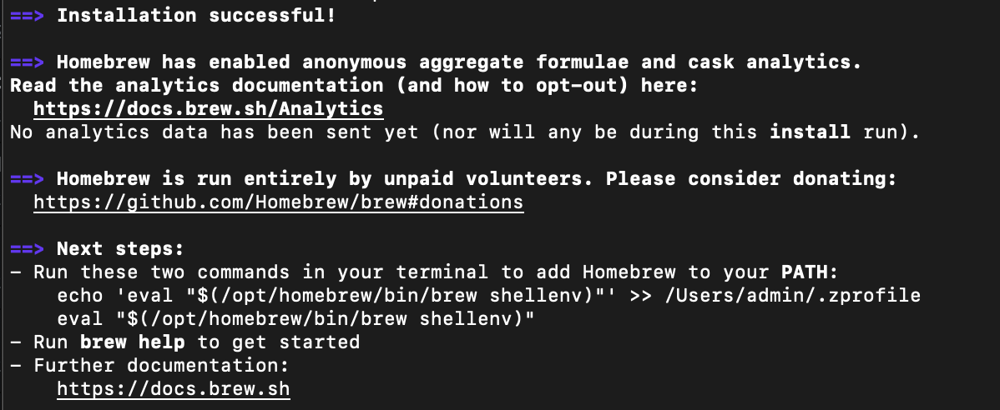 ==> Installation successful!
==> Homebrew has enabled anonymous aggregate formulae and cask analytics.
Read the analytics documentation (and how to opt-out) here:
https://docs.brew.sh/Analytics
No analytics data has been sent yet (nor will any be during this install run).
==> Homebrew is run entirely by unpaid volunteers. Please consider donating:
https://github.com/Homebrew/brew#donations
==> Next steps:
– Run these two commands in your terminal to add Homebrew to your PATH:
echo 'eval "$(/opt/homebrew/bin/brew shellenv)"' >> /Users/admin/.zprofile
eval "$(/opt/homebrew/bin/brew shellenv)"
– Run brew help to get started
– Further documentation:
https://docs.brew.sh